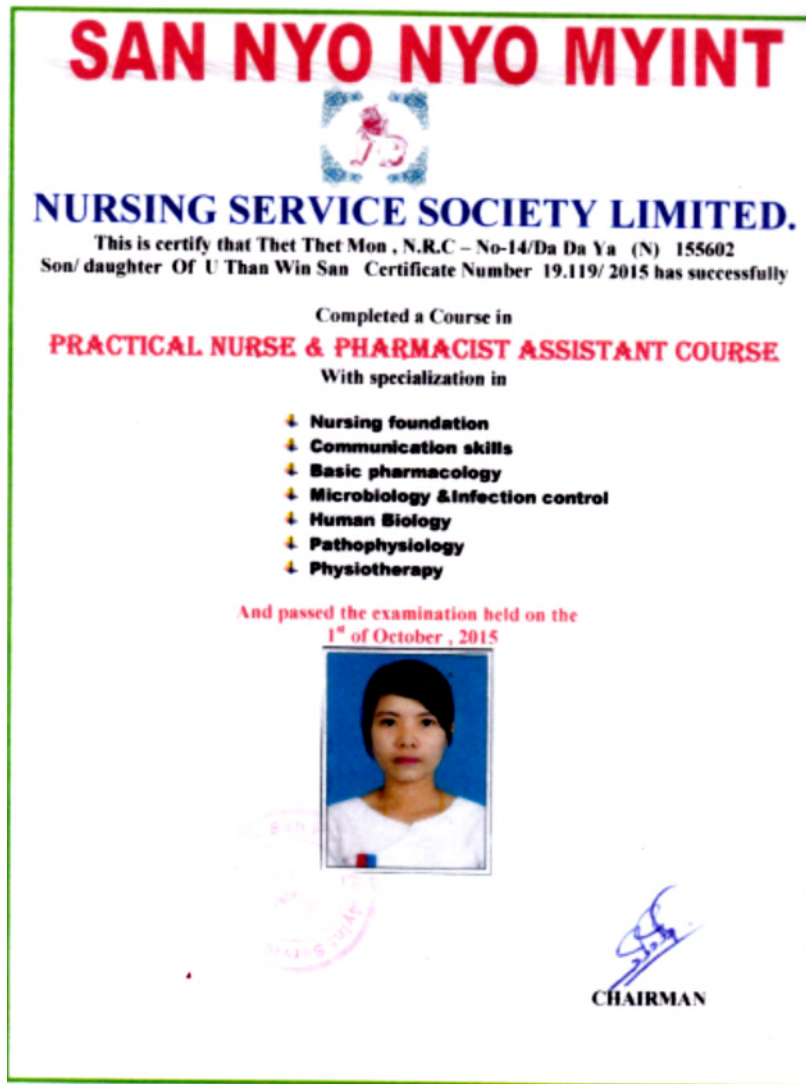 SAN NYO NYO MYINT
NURSING SERVICE SOCIETY LIMITED.
This is certify that Thet Thet Mon , N.R.C – No-14/Da Da Ya (N) 155602
Son/ daughter Of U Than Win San Certificate Number 19.119/ 2015 has successfully
Completed a Course in
PRACTICAL NURSE & PHARMACIST ASSISTANT COURSE
With specialization in
Nursing foundation
Communication skills
Basic pharmacology
Microbiology &Infection control
Human Biology
Pathophysiology
Physiotherapy
And passed the examination held on the
1st of October , 2015
San
CHAIRMAN